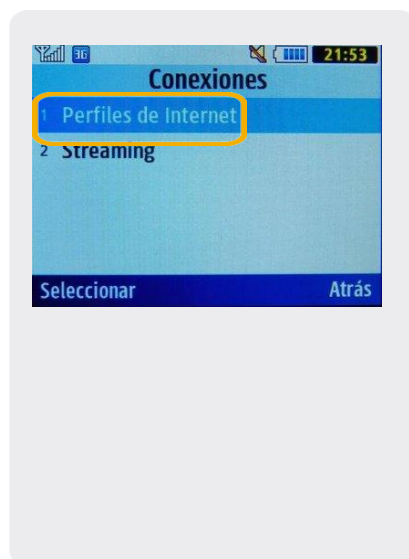 3G 21:53
Conexiones
1 Perfiles de Internet
2 Streaming
Seleccionar Atrás